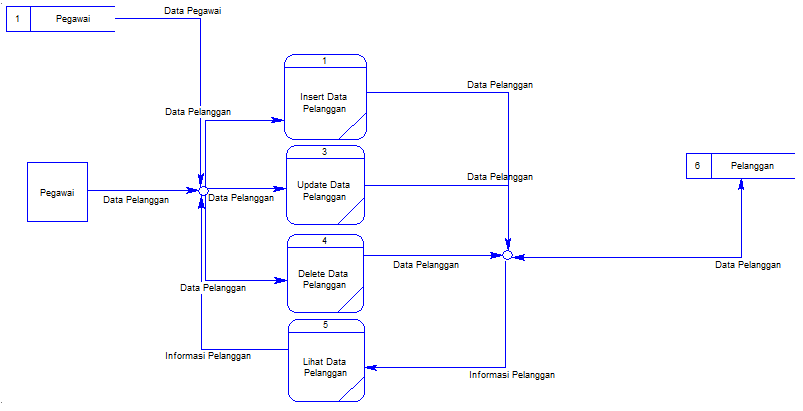 1 Pegawai
Data Pegawai
1
Insert Data
Pelanggan
Data Pelanggan
Data Pelanggan
3
Update Data
Pelanggan
Data Pelanggan
6 Pelanggan
Pegawai
Data Pelanggan
Data Pelanggan
4
Delete Data
Pelanggan
Data Pelanggan
Data Pelanggan
Data Pelanggan
5
Lihat Data
Pelanggan
Informasi Pelanggan
Informasi Pelanggan